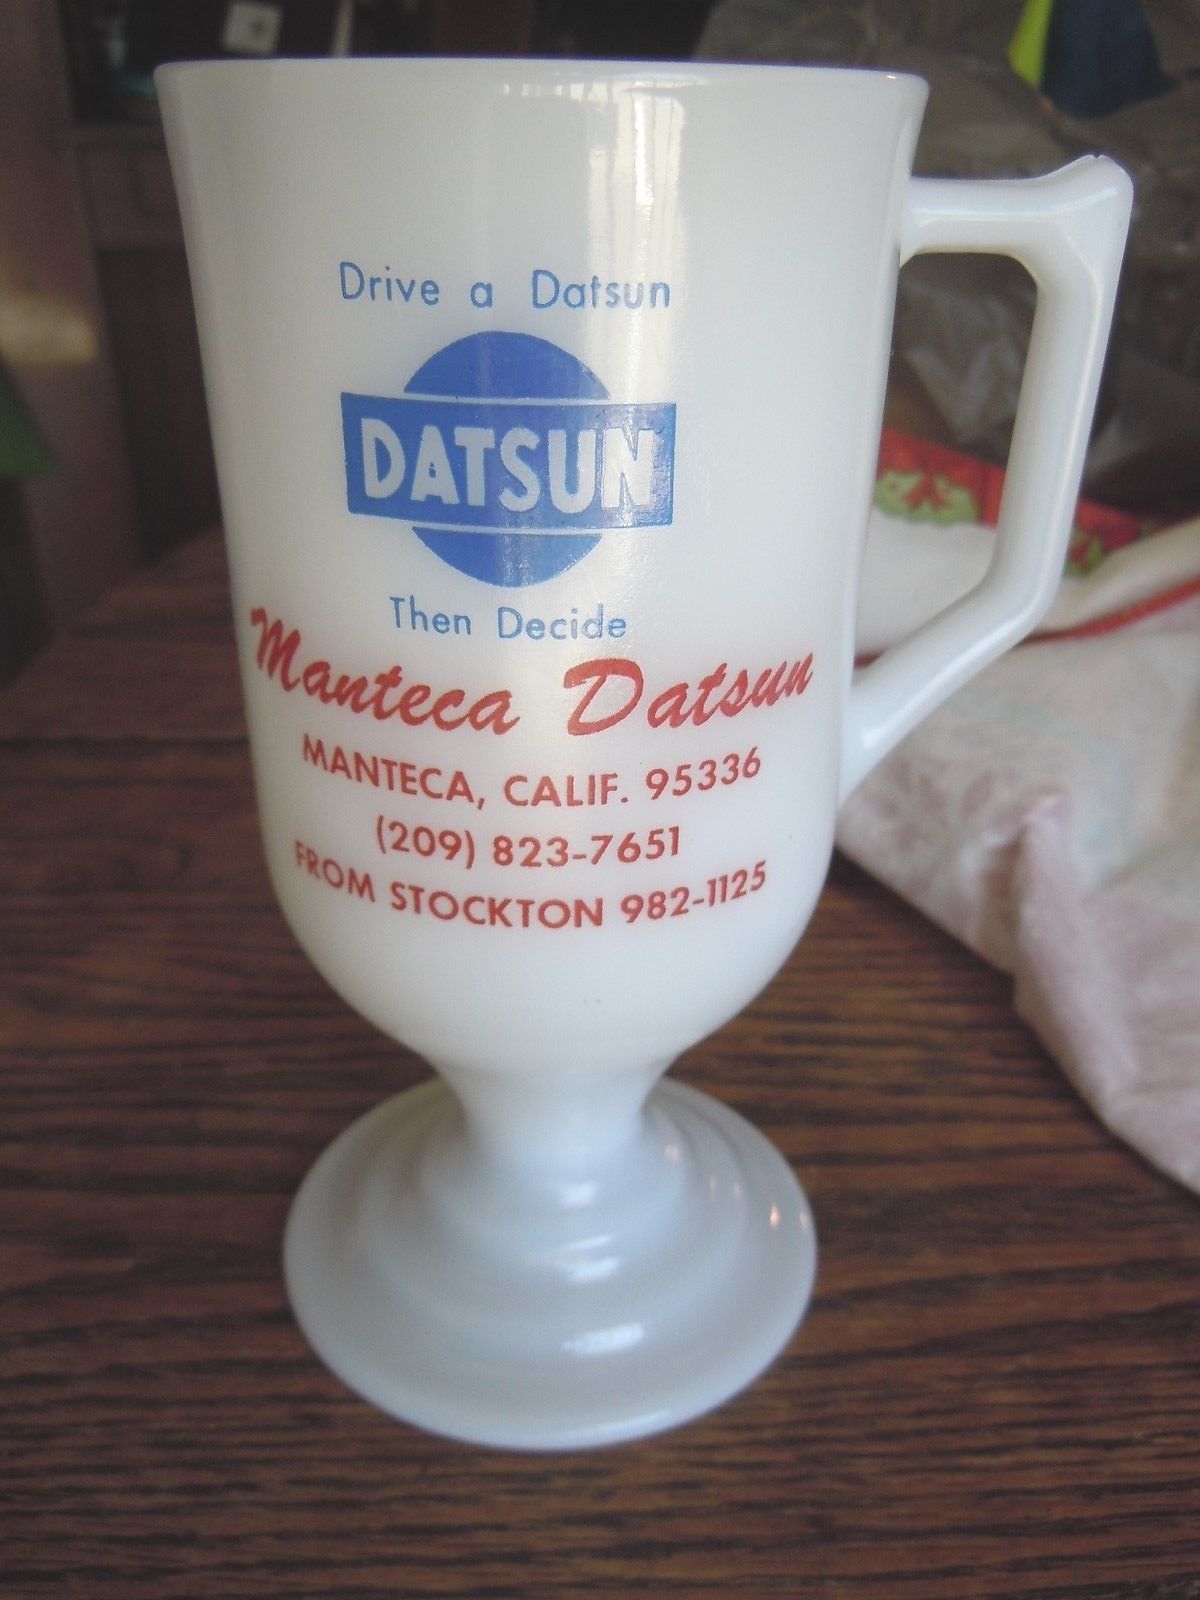 Drive a Datsun
DATSUN
Then Decide
Manteca Datsun
MANTECA, CALIF. 95336
(209) 823-7651
FROM STOCKTON 982-1125